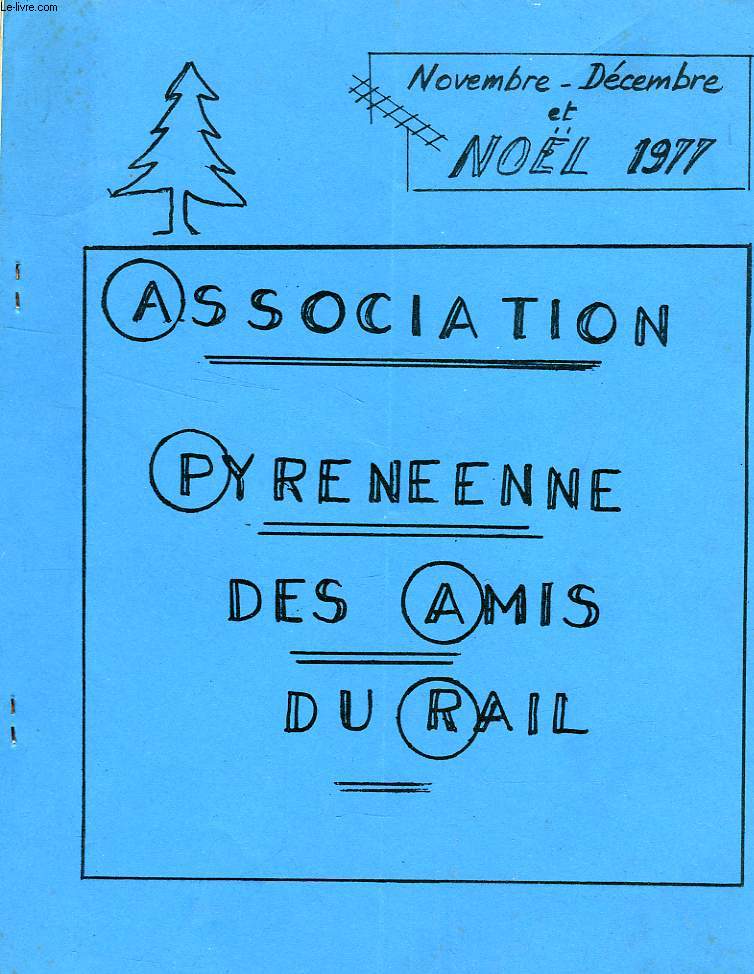 Le-livre.com
Novembre - Décembre
et
NOËL 1977
ASSOCIATION
PYRENEENNE
DES AMIS
DU RAIL